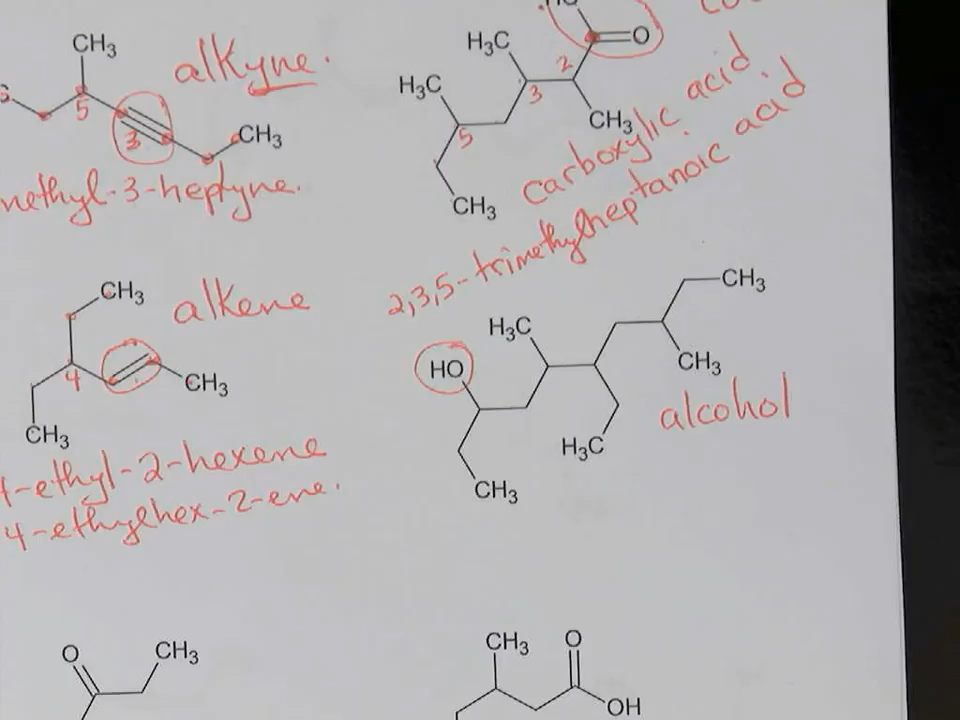 CH₃
alkyne.
5
3
CH₃
methyl-3-heptyne.
H₃C
O
2
3
H₃C
CH₃
5
CH₃
carboxylic acid.
2,3,5-trimethylheptanoic acid
CH₃
alkene
4
CH₃
CH₃
4-ethyl-2-hexene
4-ethylhex-2-ene.
CH₃
H₃C
HO
CH₃
alcohol
H₃C
CH₃
O
CH₃
CH₃
O
OH